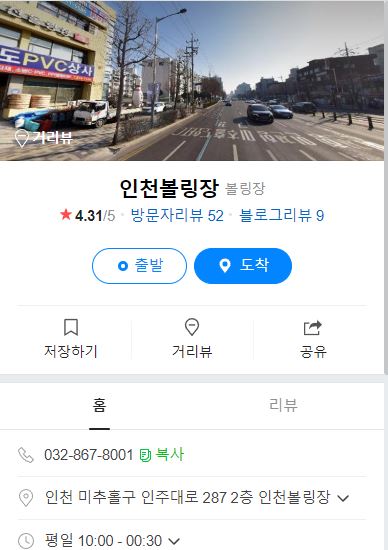 도PVC상사
거리뷰
인천볼링장 볼링장
4.31/5 · 방문자리뷰 52 · 블로그리뷰 9
출발 도착
저장하기 거리뷰 공유
홈 리뷰
032-867-8001 복사
인천 미추홀구 인주대로 287 2층 인천볼링장
평일 10:00 - 00:30